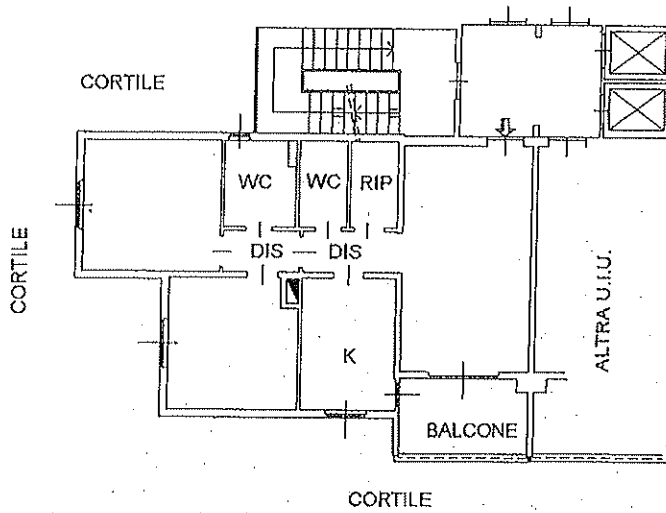 CORTILE
WC
WC
RIP
DIS
DIS
CORTILE
ALTRA U.I.U.
K
BALCONE
CORTILE